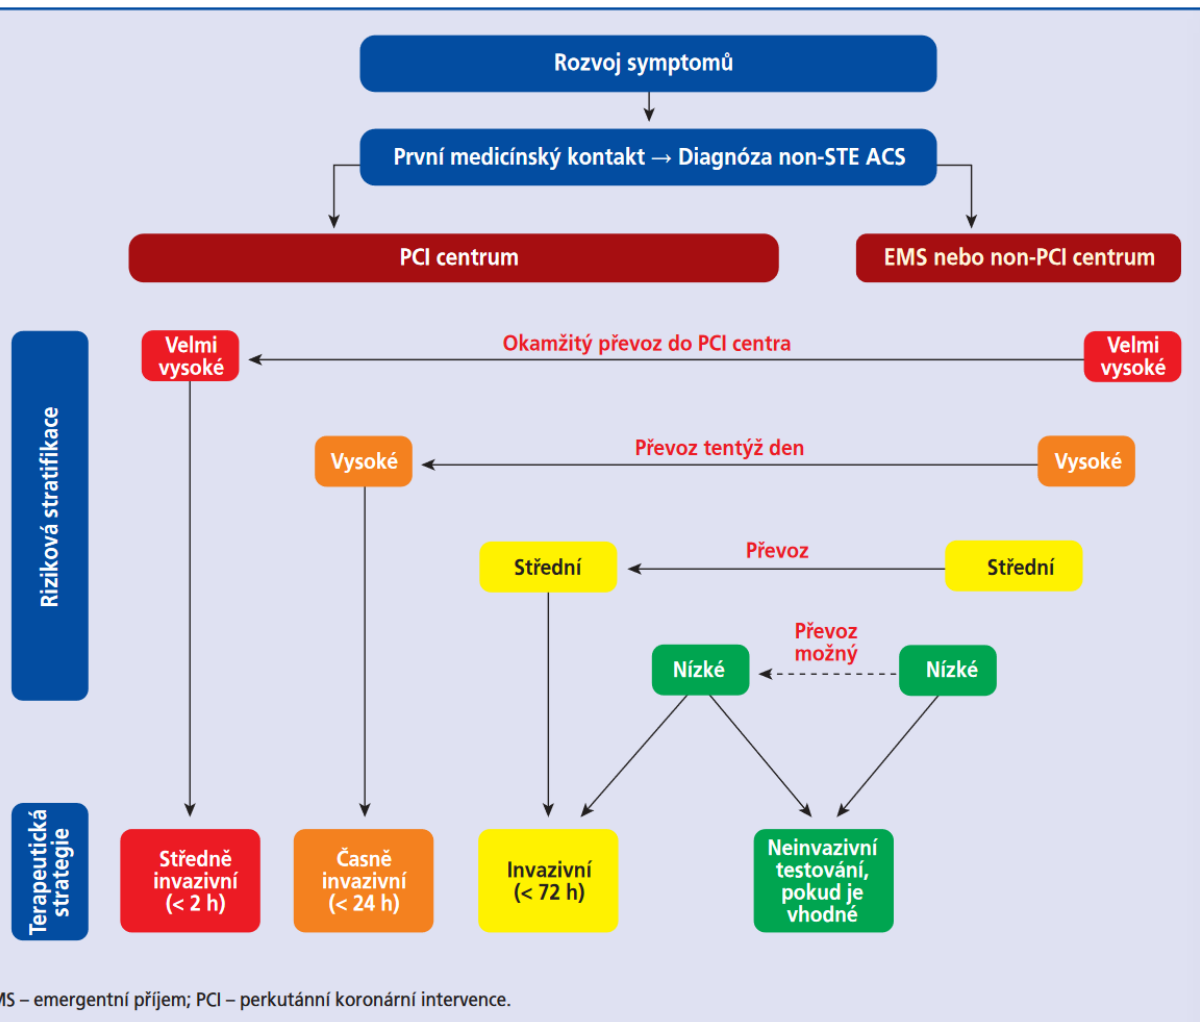 Rozvoj symptomů
První medicínský kontakt → Diagnóza non-STE ACS
PCI centrum
EMS nebo non-PCI centrum
Riziková stratifikace
Velmi
vysoké
Okamžitý převoz do PCI centra
Velmi
vysoké
Vysoké
Převoz tentýž den
Vysoké
Střední
Převoz
Střední
Nízké
Převoz
možný
Nízké
Terapeutická
strategie
Středně
invazivní
(< 2 h)
Časně
invazivní
(< 24 h)
Invazivní
(< 72 h)
Neinvazivní
testování,
pokud je
vhodné
MS – emergentní příjem; PCI – perkutánní koronární intervence.